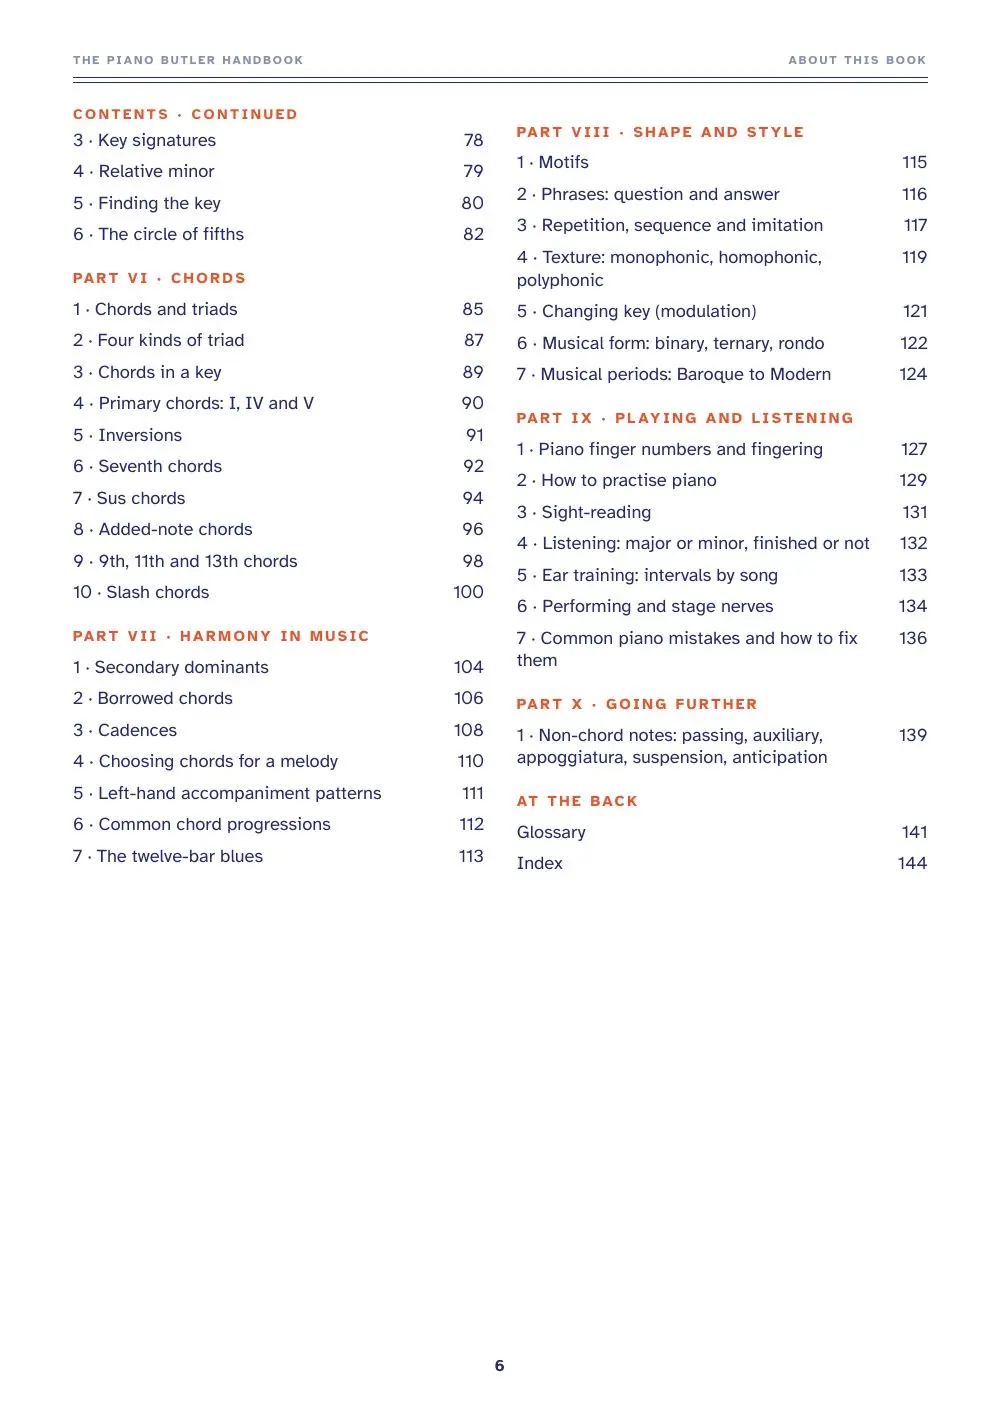 THE PIANO BUTLER HANDBOOK
ABOUT THIS BOOK
CONTENTS · CONTINUED
3 · Key signatures 78
4 · Relative minor 79
5 · Finding the key 80
6 · The circle of fifths 82
PART VI · CHORDS
1 · Chords and triads 85
2 · Four kinds of triad 87
3 · Chords in a key 89
4 · Primary chords: I, IV and V 90
5 · Inversions 91
6 · Seventh chords 92
7 · Sus chords 94
8 · Added-note chords 96
9 · 9th, 11th and 13th chords 98
10 · Slash chords 100
PART VII · HARMONY IN MUSIC
1 · Secondary dominants 104
2 · Borrowed chords 106
3 · Cadences 108
4 · Choosing chords for a melody 110
5 · Left-hand accompaniment patterns 111
6 · Common chord progressions 112
7 · The twelve-bar blues 113
PART VIII · SHAPE AND STYLE
1 · Motifs 115
2 · Phrases: question and answer 116
3 · Repetition, sequence and imitation 117
4 · Texture: monophonic, homophonic, 119
polyphonic
5 · Changing key (modulation) 121
6 · Musical form: binary, ternary, rondo 122
7 · Musical periods: Baroque to Modern 124
PART IX · PLAYING AND LISTENING
1 · Piano finger numbers and fingering 127
2 · How to practise piano 129
3 · Sight-reading 131
4 · Listening: major or minor, finished or not 132
5 · Ear training: intervals by song 133
6 · Performing and stage nerves 134
7 · Common piano mistakes and how to fix 136
them
PART X · GOING FURTHER
1 · Non-chord notes: passing, auxiliary, 139
appoggiatura, suspension, anticipation
AT THE BACK
Glossary 141
Index 144
6